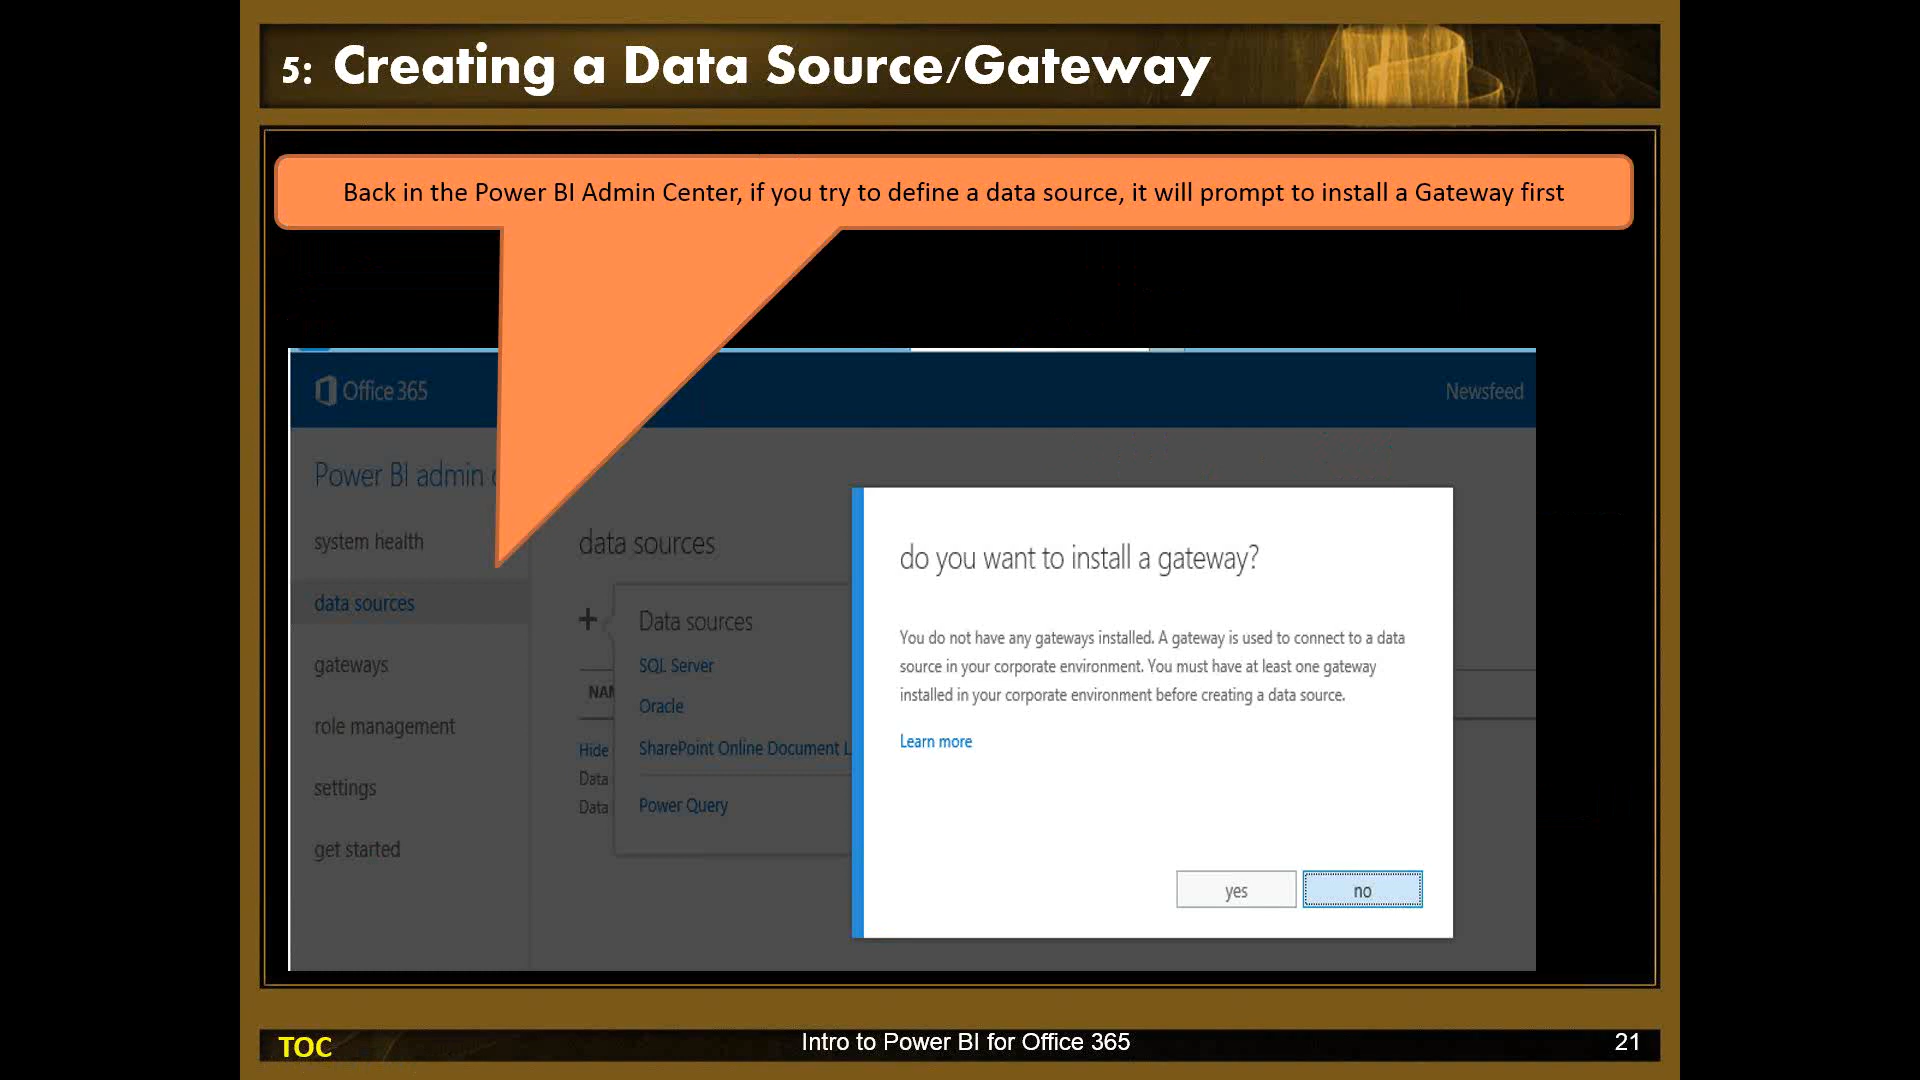 5: Creating a Data Source/Gateway
Back in the Power BI Admin Center, if you try to define a data source, it will prompt to install a Gateway first
Office 365
Newsfeed
Power BI admin
system health
data sources
gateways
role management
settings
get started
data sources
+
Data sources
SQL Server
Oracle
SharePoint Online Document L
Power Query
NAM
Hide
Data
Data
do you want to install a gateway?
You do not have any gateways installed. A gateway is used to connect to a data
source in your corporate environment. You must have at least one gateway
installed in your corporate environment before creating a data source.
Learn more
yes
no
TOC
Intro to Power BI for Office 365
21